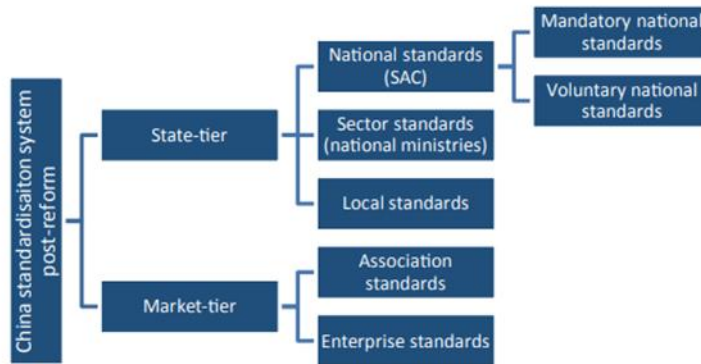 China standardisaiton system
post-reform
State-tier
National standards
(SAC)
Mandatory national
standards
Voluntary national
standards
Sector standards
(national ministries)
Local standards
Market-tier
Association
standards
Enterprise standards